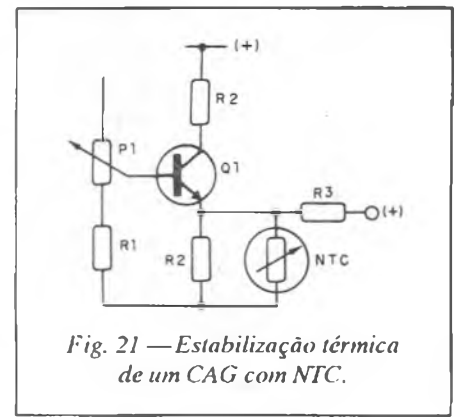 (+)
R2
P1
Q1
R3
(+)
R1
R2
NTC
Fig. 21 — Estabilização térmica
de um CAG com NTC.